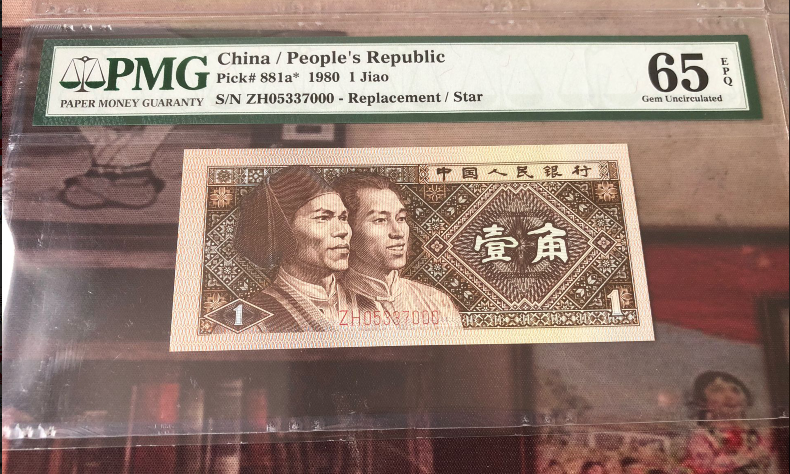 PMG
PAPER MONEY GUARANTY
China / People's Republic
Pick# 881a* 1980 1 Jiao
S/N ZH05337000 - Replacement / Star
65 EPQ
Gem Uncirculated
中国人民银行
壹角
1 ZH05337000 1